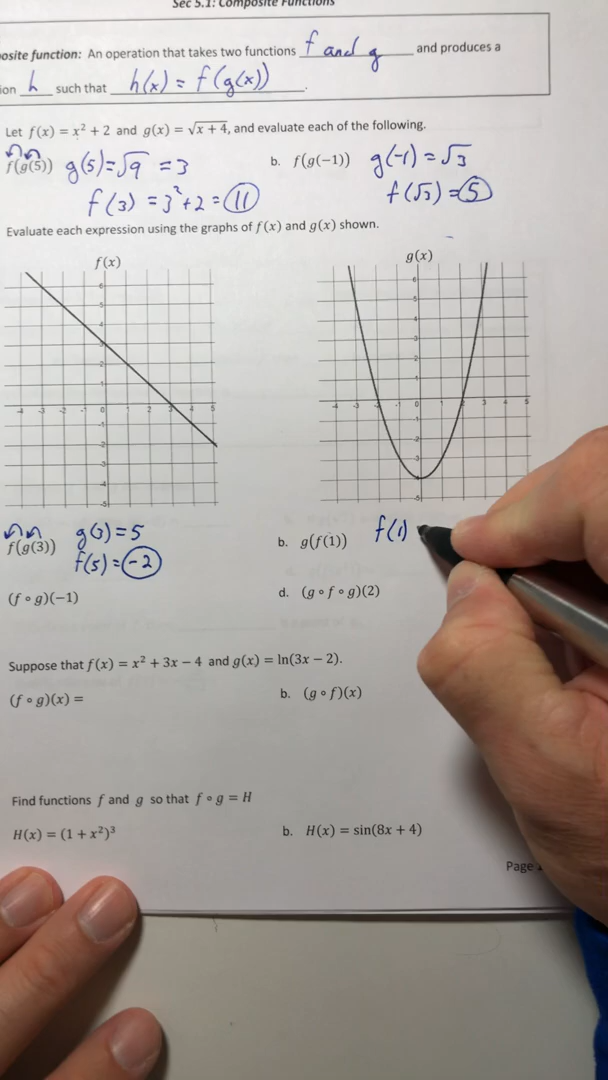 Sec 5.1: Composite Functions
osite function: An operation that takes two functions f and g and produces a
ion h such that h(x) = f(g(x)).
Let f(x) = x² + 2 and g(x) = √x + 4, and evaluate each of the following.
f(g(5)) g(5)=√9 =3 b. f(g(−1)) g(-1) = √3
f(3) = 3²+2 = 11 f(√3) = 5
Evaluate each expression using the graphs of f(x) and g(x) shown.
f(x) g(x)
f(g(3)) g(3)=5 b. g(f(1)) f(1)
f(5) = -2
(f ∘ g)(−1) d. (g ∘ f ∘ g)(2)
Suppose that f(x) = x² + 3x − 4 and g(x) = ln(3x − 2).
(f ∘ g)(x) = b. (g ∘ f)(x)
Find functions f and g so that f ∘ g = H
H(x) = (1 + x²)³ b. H(x) = sin(8x + 4)
Page